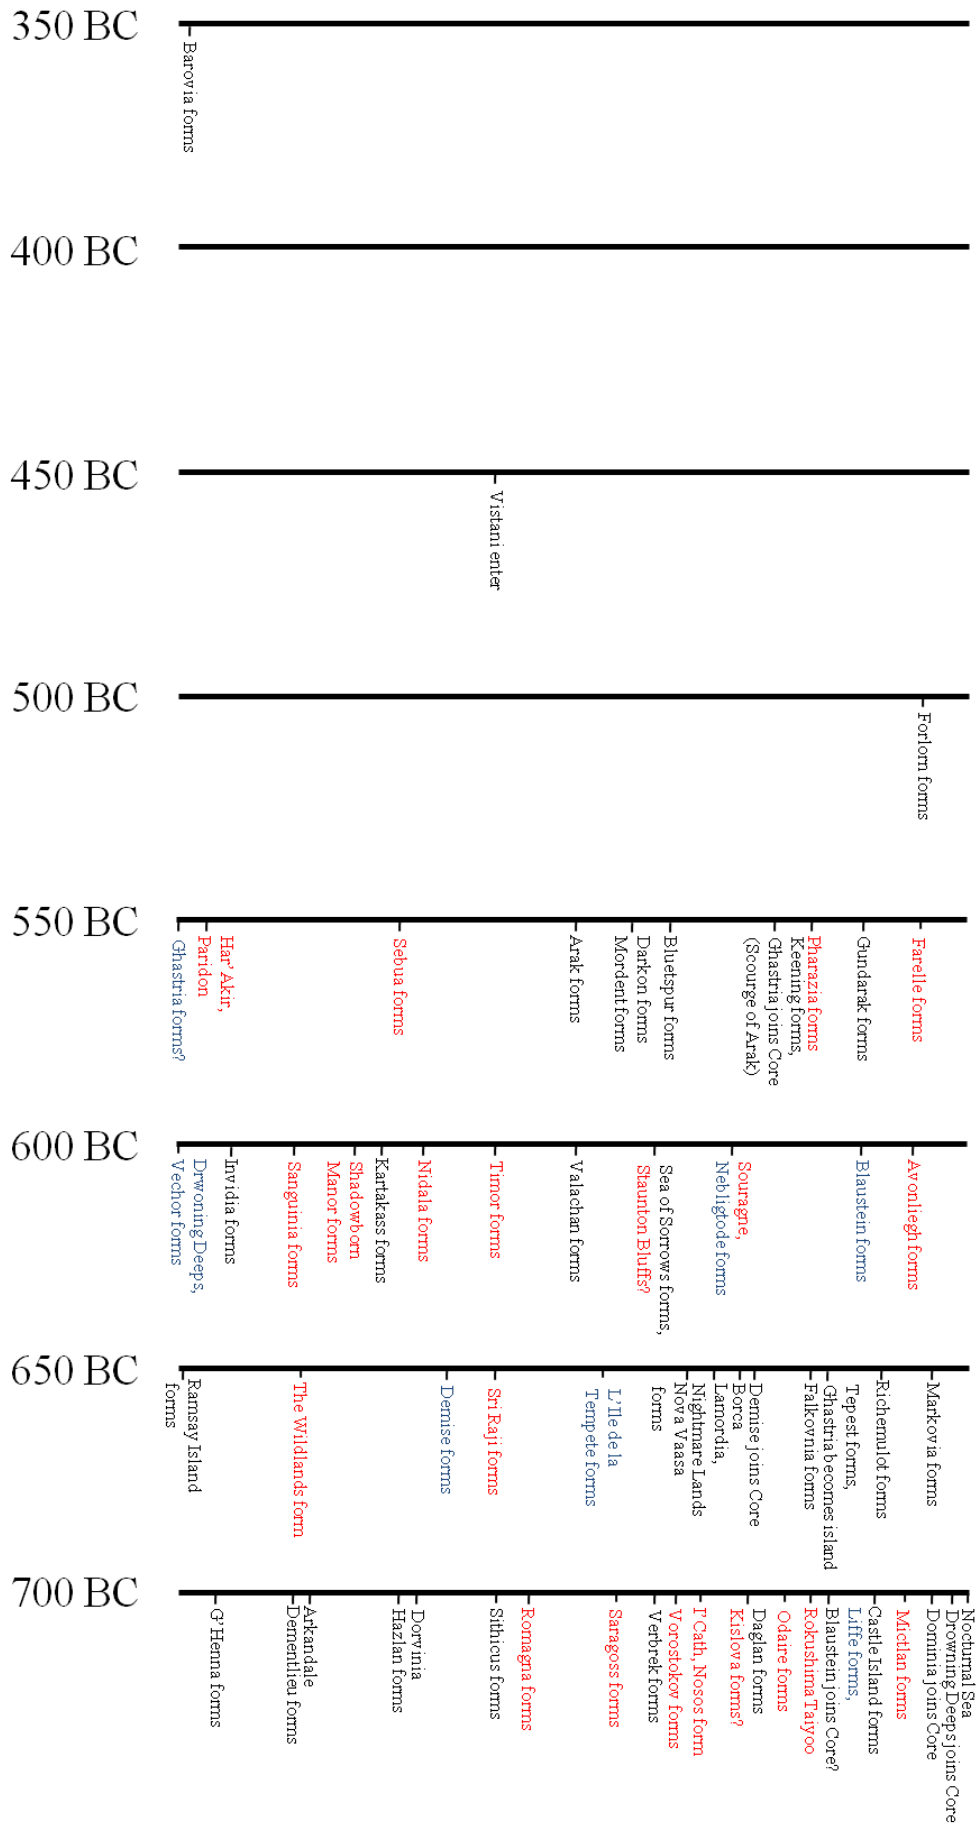 350 BC
Barovia forms
400 BC
450 BC
Vistani enter
500 BC
Forlorn forms
550 BC
Ghastria forms?
Har' Akir,
Paridon
Sebua forms
Arak forms
Mordent forms
Darkon forms
Bluetspur forms
Pharazia forms
Keening forms,
Ghastria joins Core
(Scourge of Arak)
Gundarak forms
Farelle forms
600 BC
Drwoning Deeps,
Vechor forms
Invidia forms
Sanguinia forms
Shadowborn
Manor forms
Kartakass forms
Nidala forms
Timor forms
Valachan forms
Sea of Sorrows forms,
Staunton Bluffs?
Souragne,
Nebligtode forms
Blaustein forms
Avonliegh forms
650 BC
Ramsay Island
forms
The Wildlands form
Demise forms
Sri Raji forms
L'Ile de la
Tempete forms
Nightmare Lands
Nova Vaasa
forms
Demise joins Core
Borca
Lamordia,
Tepest forms,
Ghastria becomes island
Falkovnia forms
Richemulot forms
Markovia forms
700 BC
G' Henna forms
Arkandale
Dementlieu forms
Dorvinia
Hazlan forms
Sithicus forms
Romagna forms
Saragoss forms
Verbrek forms
Vorostokov forms
I' Cath, Nosos form
Kislova forms?
Daglan forms
Odaire forms
Rokushima Taiyoo
Blaustein joins Core?
Liffe forms,
Castle Island forms
Mictlan forms
Nocturnal Sea
Drowning Deeps joins Core
Dominia joins Core